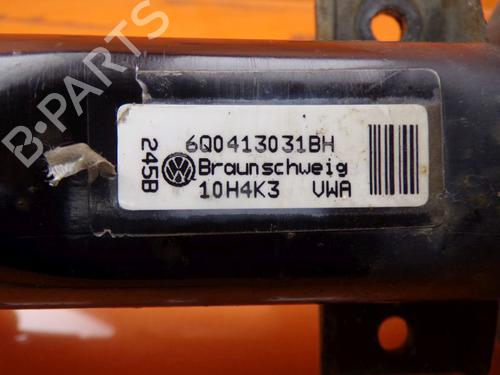 B-PARTS
245B
6Q0413031BH
Braunschweig
10H4K3 VWA